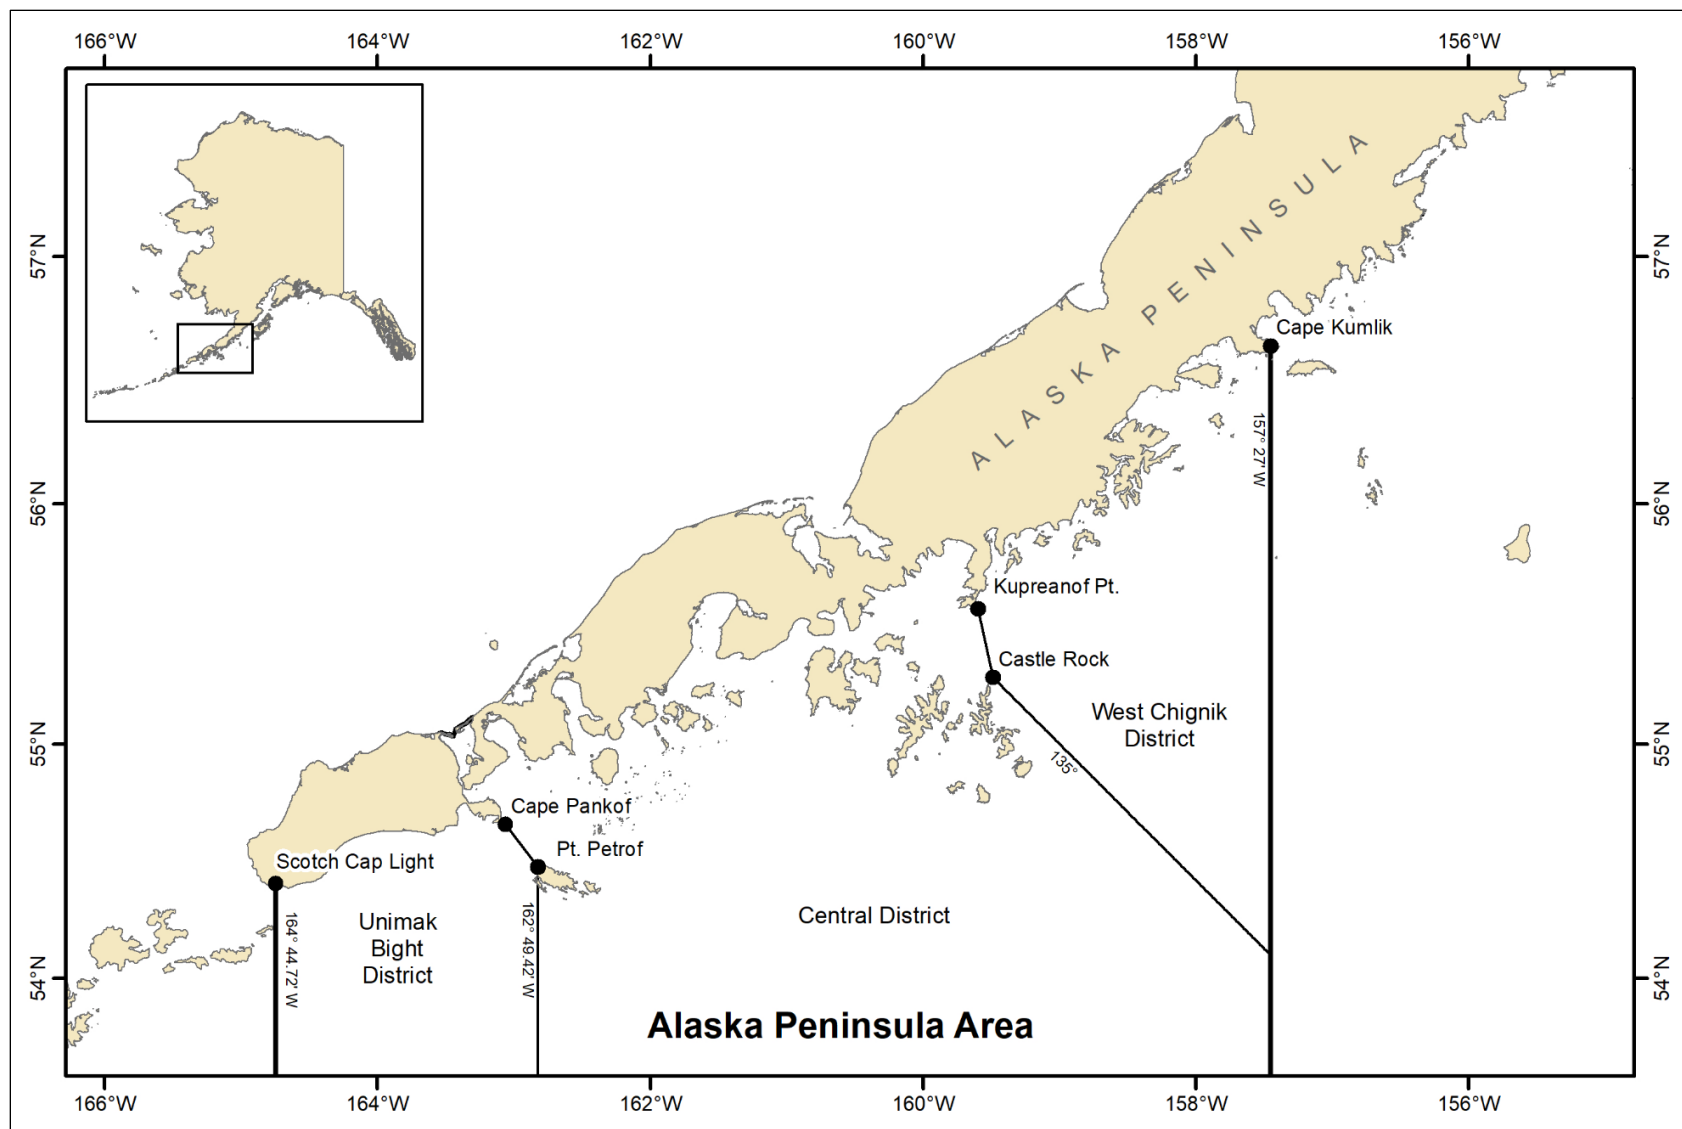 166°W
164°W
162°W
160°W
158°W
156°W
57°N
57°N
ALASKA PENINSULA
Cape Kumlik
157° 27' W
56°N
56°N
Kupreanof Pt.
Castle Rock
West Chignik
District
135°
55°N
55°N
Cape Pankof
Pt. Petrof
Scotch Cap Light
164° 44.72' W
162° 49.42' W
Unimak
Bight
District
Central District
54°N
54°N
Alaska Peninsula Area
166°W
164°W
162°W
160°W
158°W
156°W